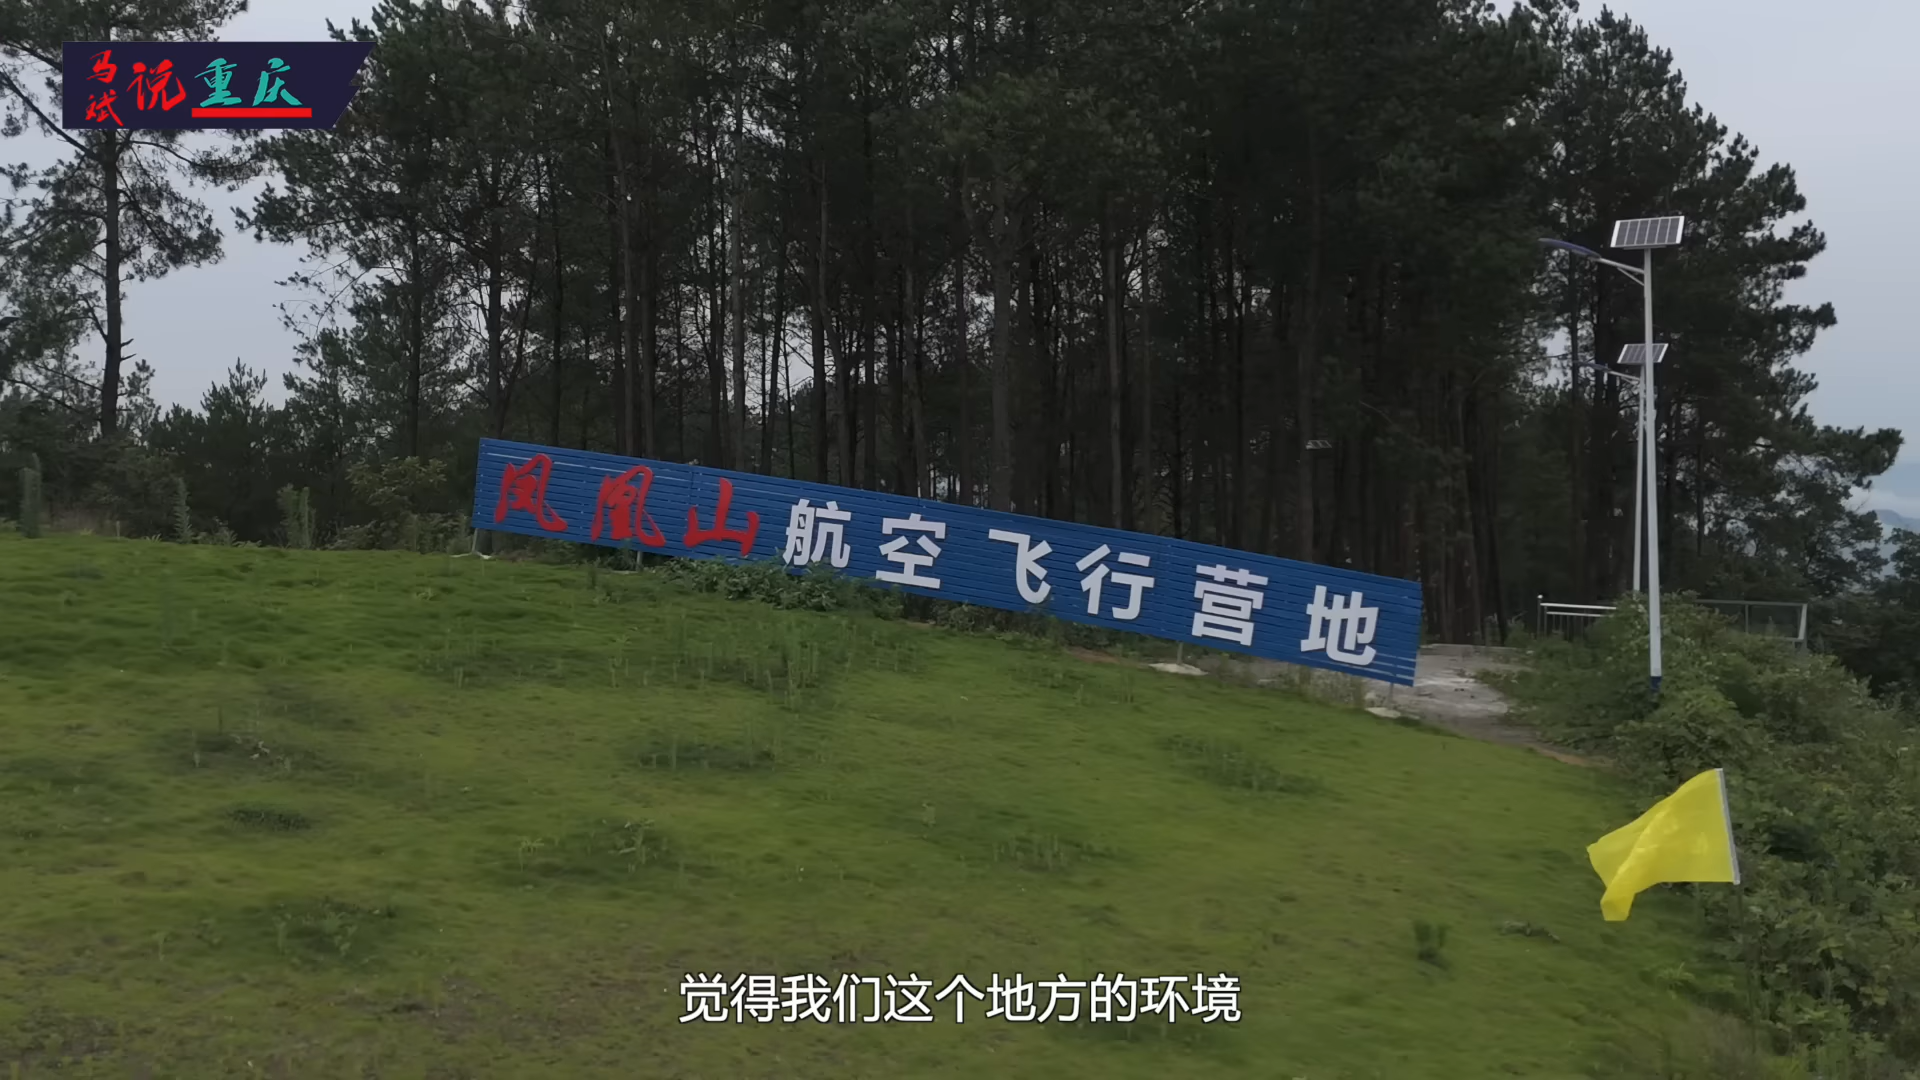 马斌说重庆
凤凰山航空飞行营地
觉得我们这个地方的环境